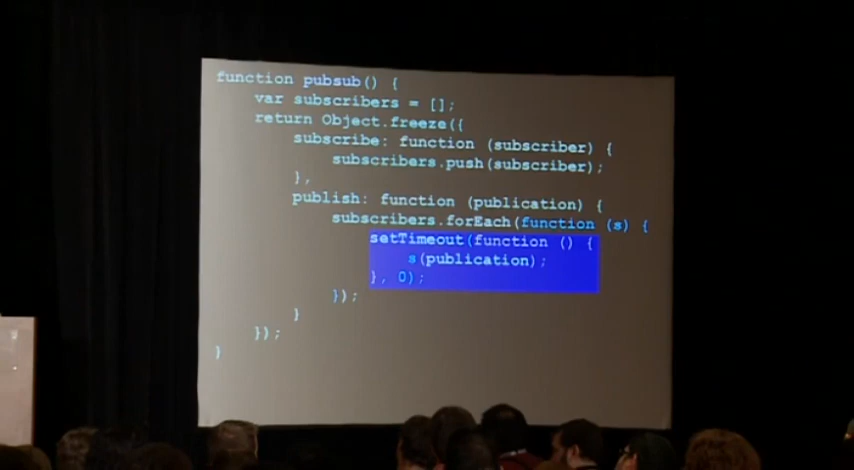 function pubsub() {
    var subscribers = [];
    return Object.freeze({
        subscribe: function (subscriber) {
            subscribers.push(subscriber);
        },
        publish: function (publication) {
            subscribers.forEach(function (s) {
                setTimeout(function () {
                    s(publication);
                }, 0);
            });
        }
    });
}